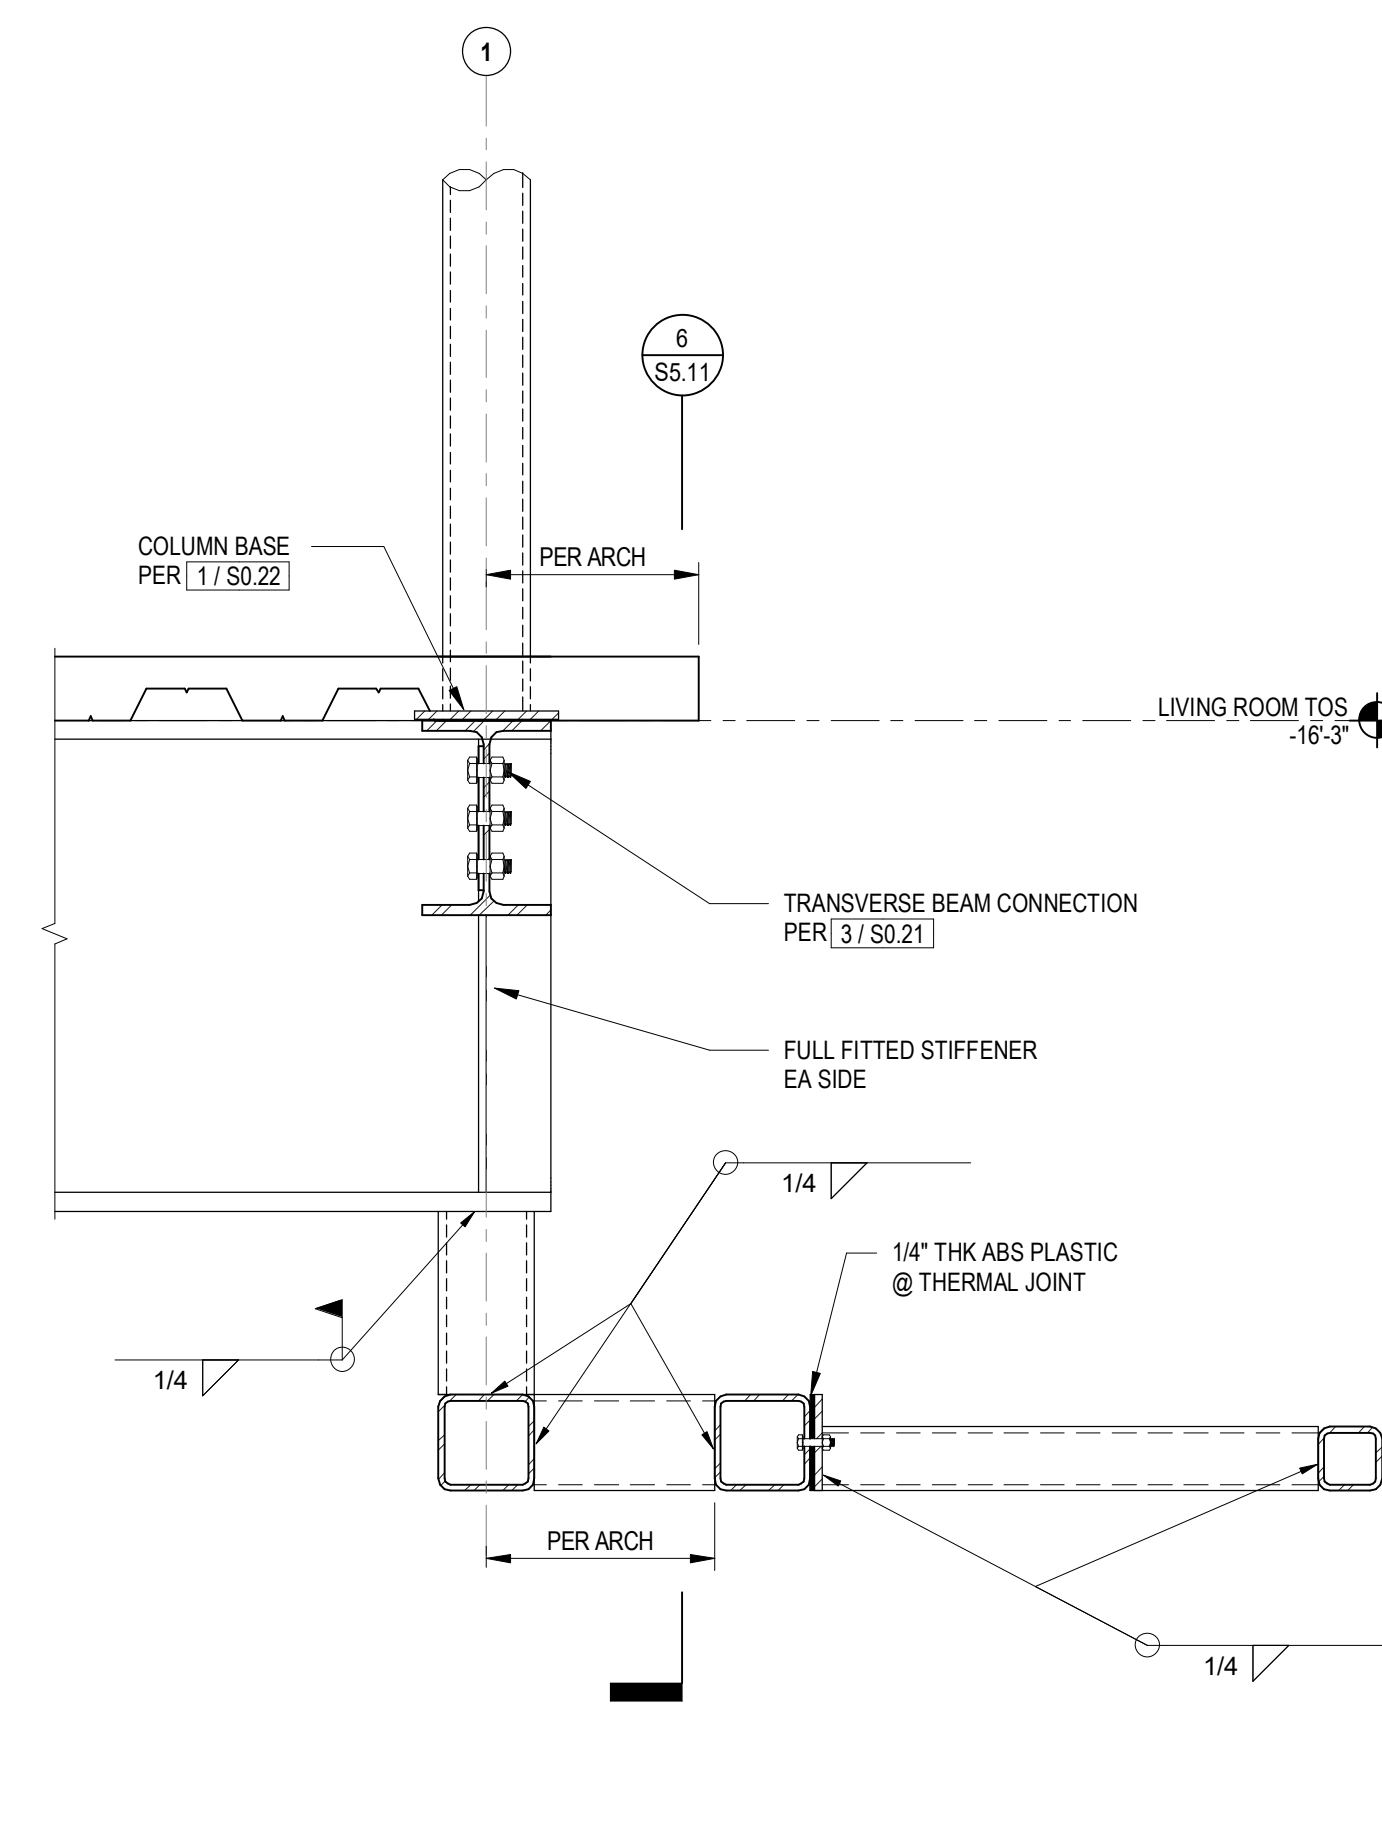 1
6
S5.11
COLUMN BASE
PER 1 / S0.22
PER ARCH
LIVING ROOM TOS
-16'-3"
TRANSVERSE BEAM CONNECTION
PER 3 / S0.21
FULL FITTED STIFFENER
EA SIDE
1/4
1/4" THK ABS PLASTIC
@ THERMAL JOINT
1/4
PER ARCH
1/4